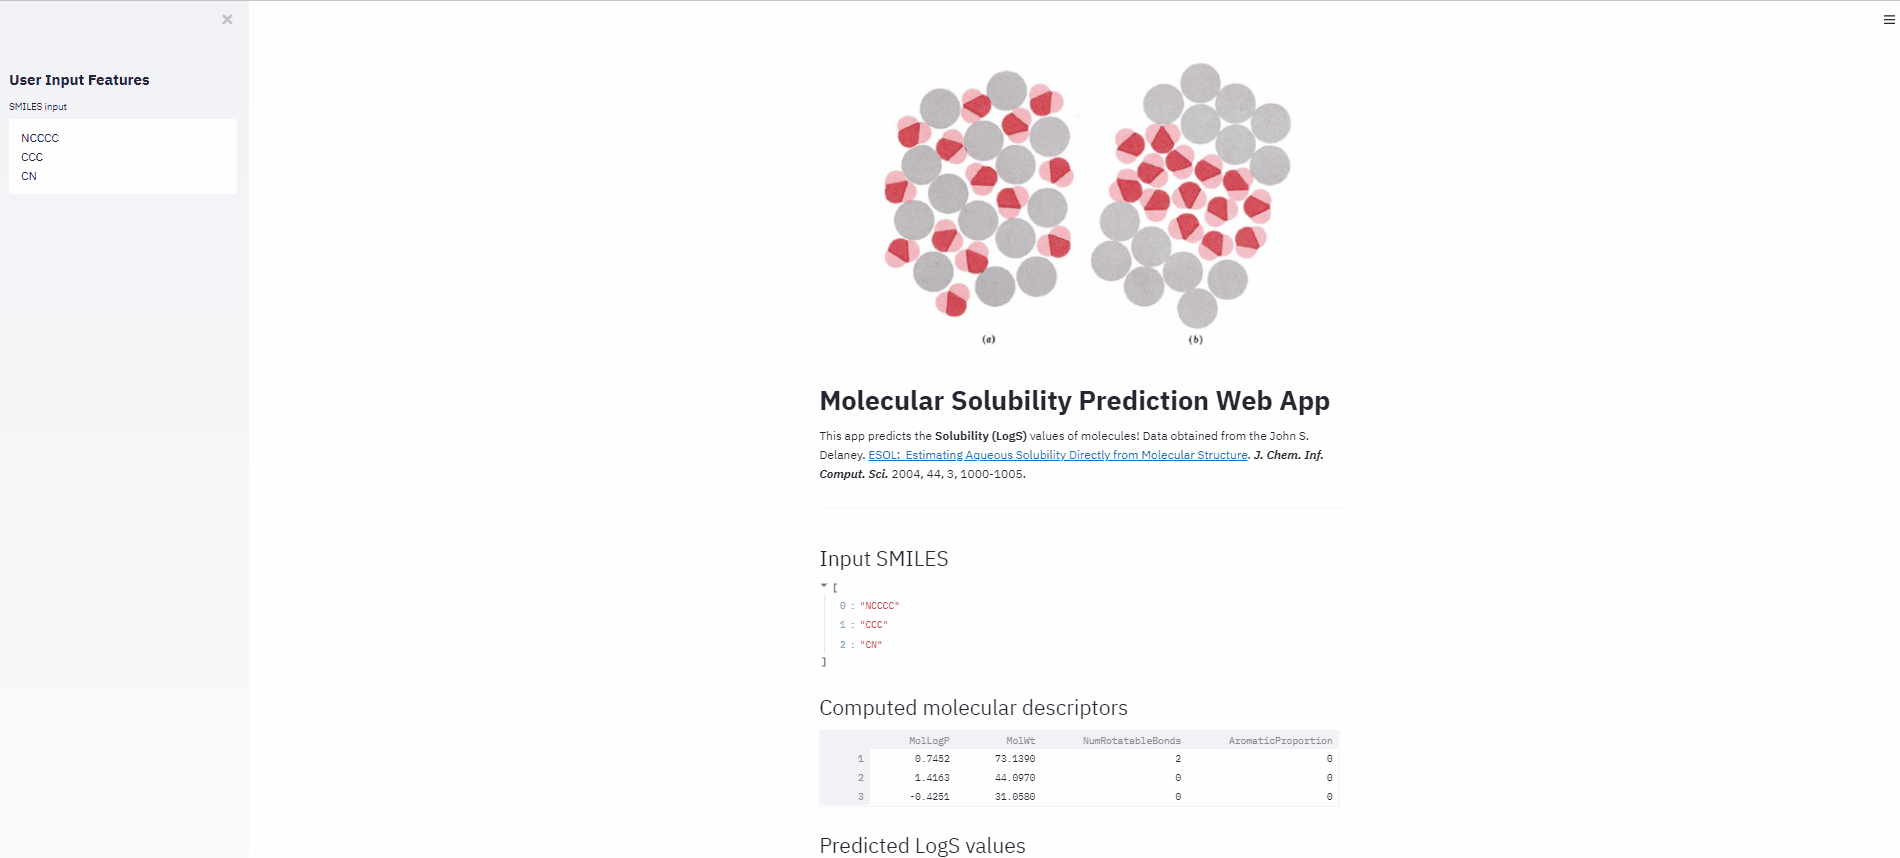 ×
User Input Features
SMILES input
NCCCC
CCC
CN
(a) (b)
Molecular Solubility Prediction Web App
This app predicts the Solubility (LogS) values of molecules! Data obtained from the John S.
Delaney. ESOL: Estimating Aqueous Solubility Directly from Molecular Structure. J. Chem. Inf.
Comput. Sci. 2004, 44, 3, 1000-1005.
Input SMILES
[
0 : "NCCCC"
1 : "CCC"
2 : "CN"
]
Computed molecular descriptors
MolLogP MolWt NumRotatableBonds AromaticProportion
1 0.7452 73.1390 2 0
2 1.4163 44.0970 0 0
3 -0.4251 31.0580 0 0
Predicted LogS values